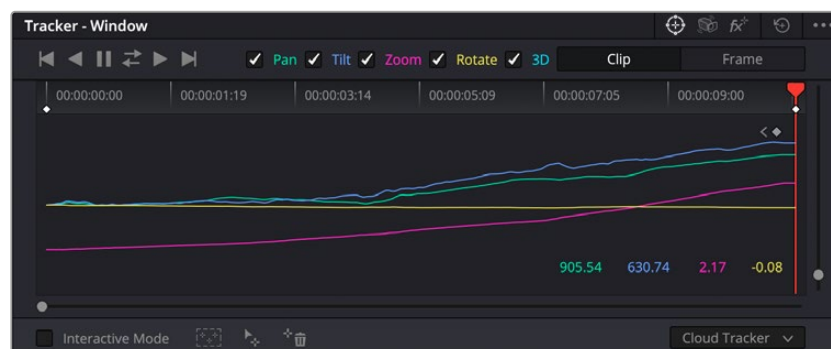 Tracker - Window
fx
Pan Tilt Zoom Rotate 3D Clip Frame
00:00:00:00 00:00:01:19 00:00:03:14 00:00:05:09 00:00:07:05 00:00:09:00
905.54 630.74 2.17 -0.08
Interactive Mode Cloud Tracker